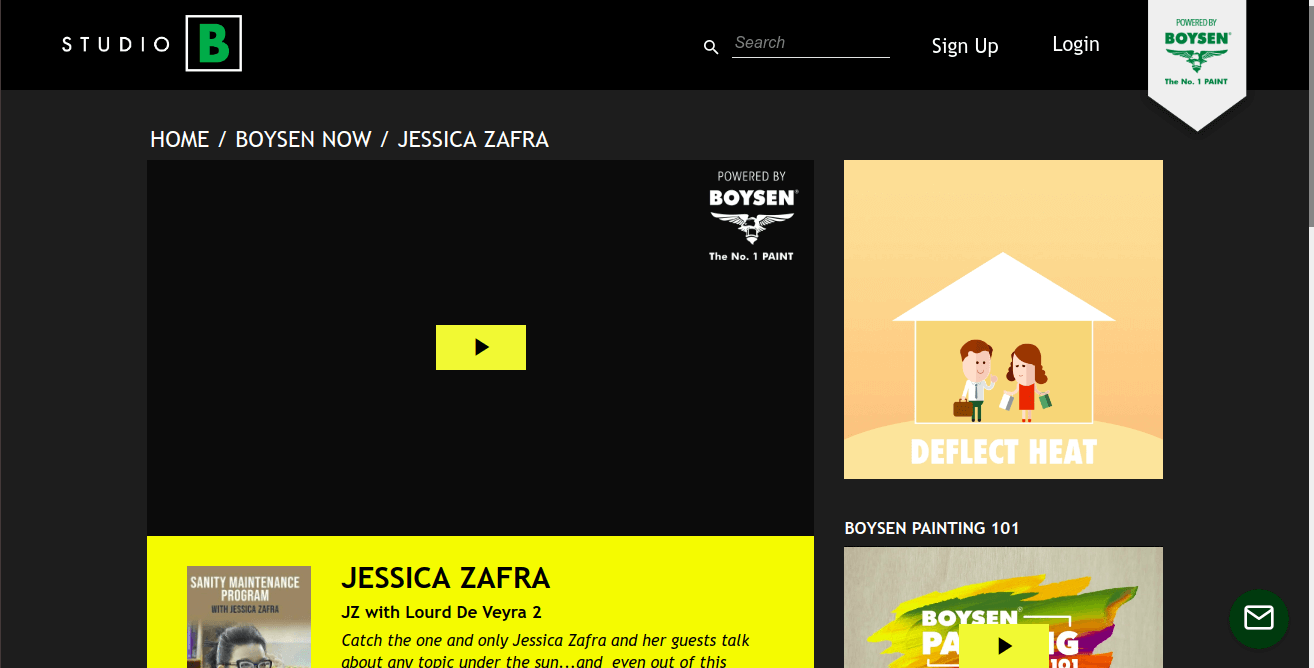 STUDIO B
Search
Sign Up
Login
POWERED BY
BOYSEN
The No. 1 PAINT
HOME / BOYSEN NOW / JESSICA ZAFRA
POWERED BY
BOYSEN®
The No. 1 PAINT
DEFLECT HEAT
JESSICA ZAFRA
JZ with Lourd De Veyra 2
Catch the one and only Jessica Zafra and her guests talk
about any topic under the sun...and even out of this
SANITY MAINTENANCE
PROGRAM
WITH JESSICA ZAFRA
BOYSEN PAINTING 101
BOYSEN
101